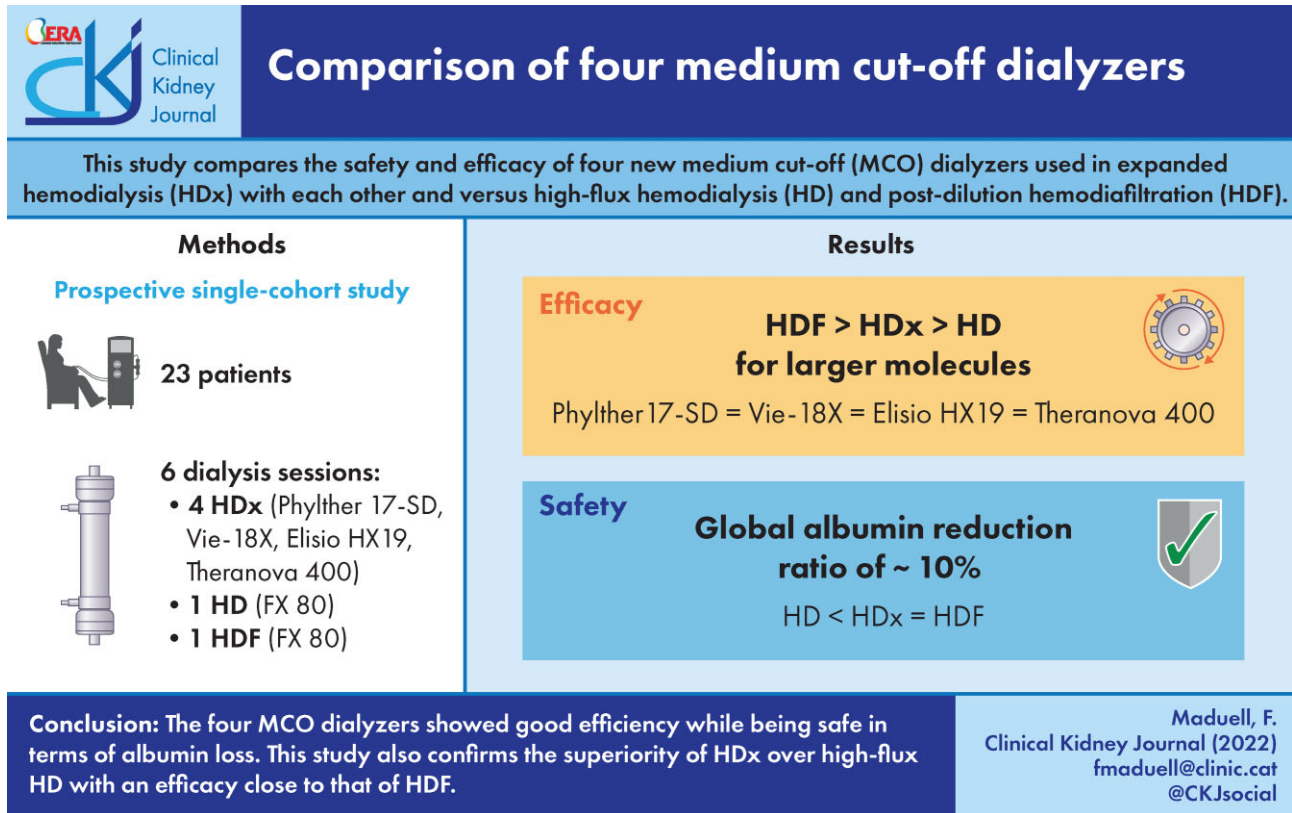 ERA
CKJ
Clinical
Kidney
Journal
Comparison of four medium cut-off dialyzers
This study compares the safety and efficacy of four new medium cut-off (MCO) dialyzers used in expanded
hemodialysis (HDx) with each other and versus high-flux hemodialysis (HD) and post-dilution hemodiafiltration (HDF).
Methods
Prospective single-cohort study
23 patients
6 dialysis sessions:
• 4 HDx (Phylther 17-SD,
Vie-18X, Elisio HX19,
Theranova 400)
• 1 HD (FX 80)
• 1 HDF (FX 80)
Results
Efficacy
HDF > HDx > HD
for larger molecules
Phylther17-SD = Vie-18X = Elisio HX19 = Theranova 400
Safety
Global albumin reduction
ratio of ~ 10%
HD < HDx = HDF
Conclusion: The four MCO dialyzers showed good efficiency while being safe in
terms of albumin loss. This study also confirms the superiority of HDx over high-flux
HD with an efficacy close to that of HDF.
Maduell, F.
Clinical Kidney Journal (2022)
fmaduell@clinic.cat
@CKJsocial